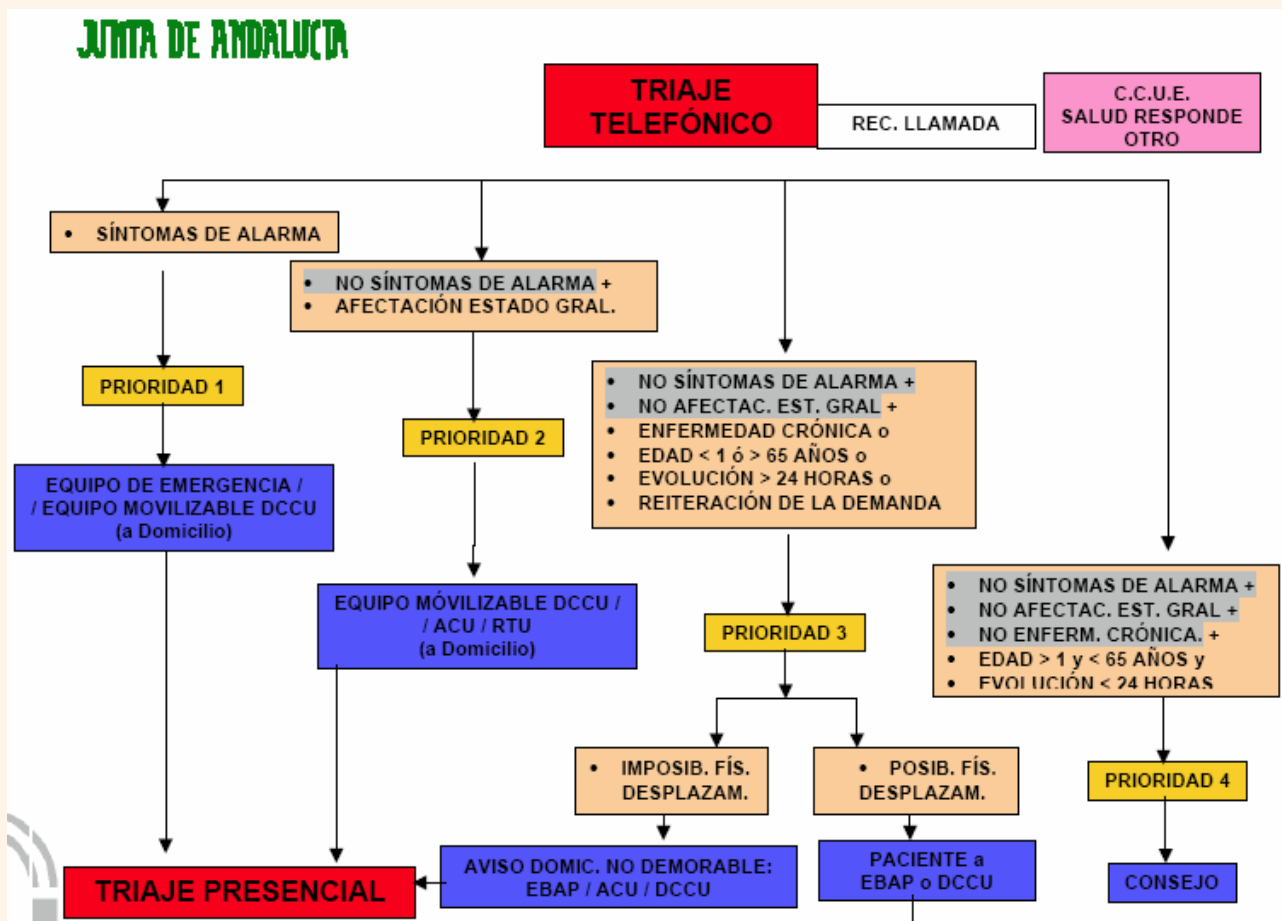 JUNTA DE ANDALUCIA
TRIAJE
TELEFÓNICO
REC. LLAMADA
C.C.U.E.
SALUD RESPONDE
OTRO
• SÍNTOMAS DE ALARMA
• NO SÍNTOMAS DE ALARMA +
• AFECTACIÓN ESTADO GRAL.
PRIORIDAD 1
PRIORIDAD 2
• NO SÍNTOMAS DE ALARMA +
• NO AFECTAC. EST. GRAL +
• ENFERMEDAD CRÓNICA o
• EDAD < 1 ó > 65 AÑOS o
• EVOLUCIÓN > 24 HORAS o
• REITERACIÓN DE LA DEMANDA
EQUIPO DE EMERGENCIA /
/ EQUIPO MOVILIZABLE DCCU
(a Domicilio)
EQUIPO MÓVILIZABLE DCCU /
/ ACU / RTU
(a Domicilio)
PRIORIDAD 3
• NO SÍNTOMAS DE ALARMA +
• NO AFECTAC. EST. GRAL +
• NO ENFERM. CRÓNICA. +
• EDAD > 1 y < 65 AÑOS y
• EVOLUCIÓN < 24 HORAS
• IMPOSIB. FÍS.
DESPLAZAM.
• POSIB. FÍS.
DESPLAZAM.
PRIORIDAD 4
TRIAJE PRESENCIAL
AVISO DOMIC. NO DEMORABLE:
EBAP / ACU / DCCU
PACIENTE a
EBAP o DCCU
CONSEJO